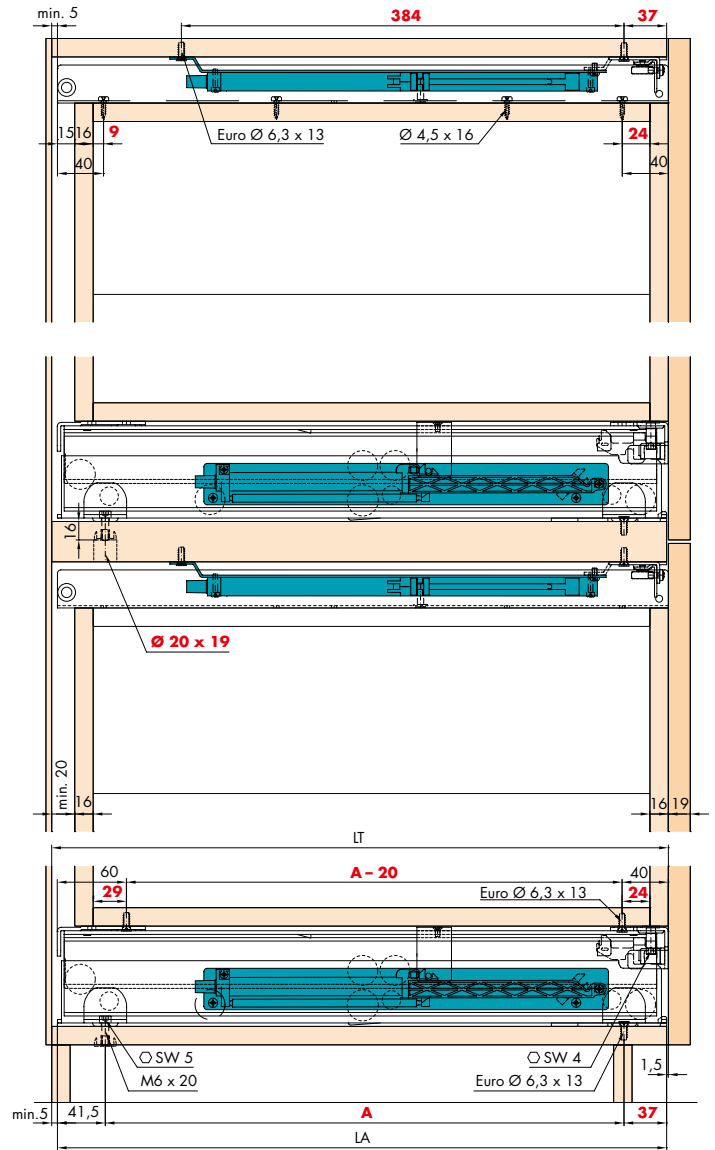 min. 5
384
37
Euro Ø 6,3 x 13
Ø 4,5 x 16
15
16
9
24
40
40
16
Ø 20 x 19
min. 20
16
16
19
LT
60
A – 20
40
29
Euro Ø 6,3 x 13
24
SW 5
SW 4
M6 x 20
Euro Ø 6,3 x 13
1,5
min.5
41,5
A
37
LA